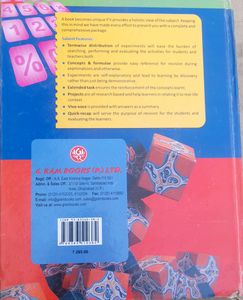 %
A book becomes unique if it provides a holistic view of the subject. Keeping
this in mind we have made every effort to present you with a complete and
comprehensive package.
Salient Features
Termwise distribution of experiments will ease the burden of
planning, performing and evaluating the activities for students and
teachers both
Concepts & formulae provide easy reference for revision during
examinations and otherwise.
Experiments are self-explanatory and lead to learning by discovery
rather than just being demonstrative.
Extended task ensures the reinforcement of the concepts learnt.
Projects are all research based and help learners in relating it to real-life
context
Viva voce is provided with answers as a summary
Quick-recap will serve the purpose of revision for the students and
evaluating the learners.
RAM BOOKS (P.) LTD.
Visit us at: